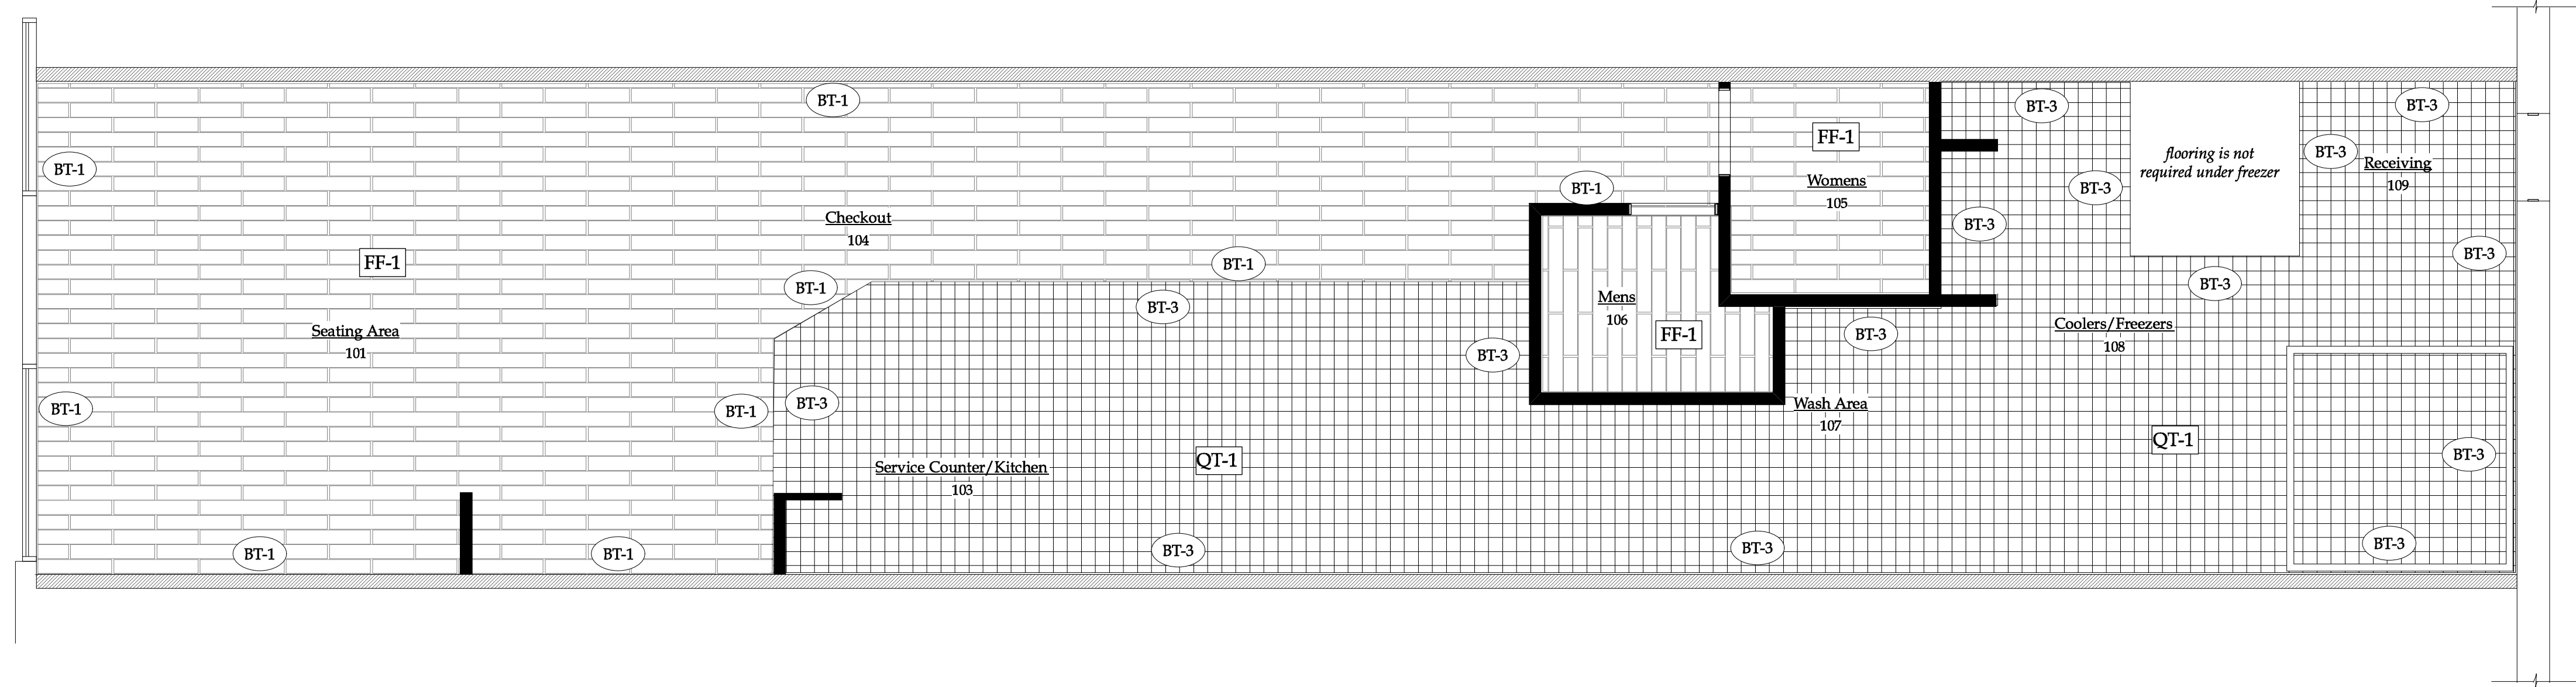 BT-1
BT-3
BT-3
FF-1
BT-3
flooring is not
required under freezer
Receiving
109
BT-1
Womens
105
BT-1
BT-3
Checkout
104
BT-3
FF-1
BT-1
BT-3
BT-1
BT-3
BT-3
Mens
106
FF-1
Seating Area
101
BT-3
Coolers/Freezers
108
BT-3
BT-1
BT-1
BT-3
Wash Area
107
Service Counter/Kitchen
103
QT-1
QT-1
BT-3
BT-1
BT-1
BT-3
BT-3
BT-3